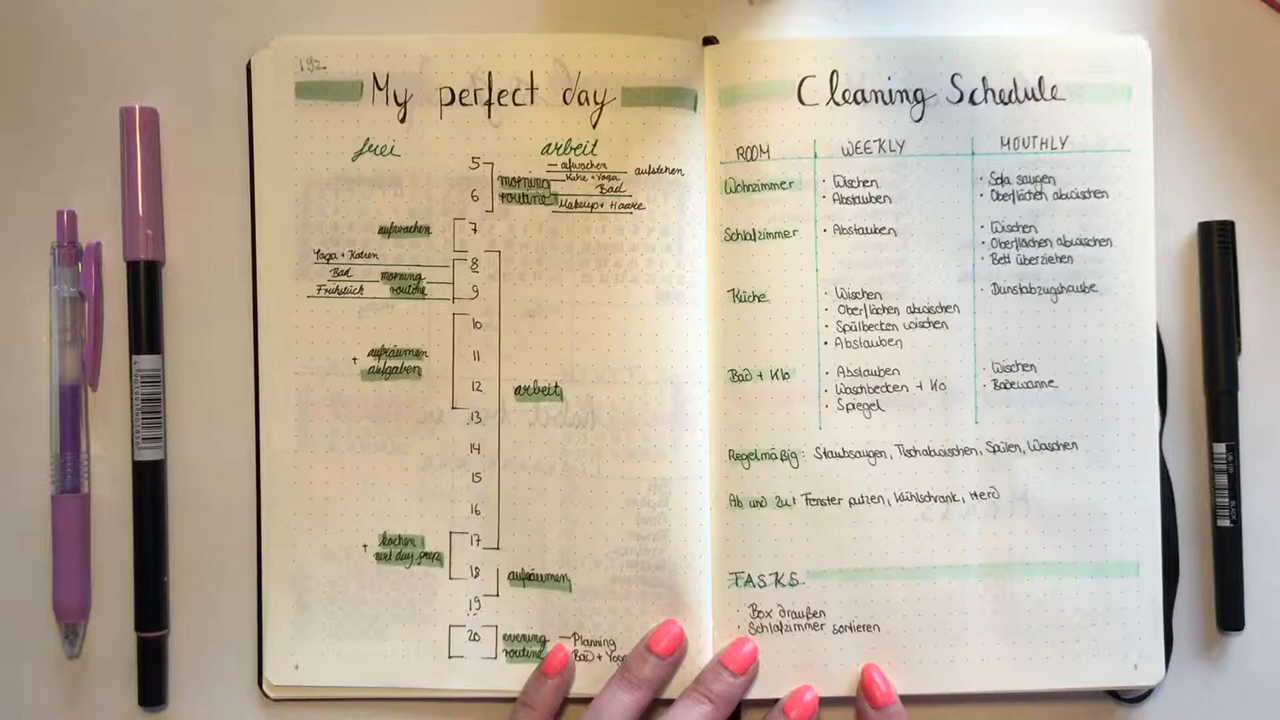 192
My perfect day
frei
arbeit
5
— aufwachen
aufstehen
Kühe + Yoga
morning
Bad
6
routine
Makeup + Haare
aufwachen
7
Yoga + Katzen
8
Bad
morning
Frühstück
routine
9
10
+ aufräumen
11
aufgaben
12
arbeit
13
14
15
16
+ kochen
17
next day prep
18
aufräumen
19
20
evening — Planning
routine Bad + Yoga
Cleaning Schedule
ROOM WEEKLY MOUTHLY
Wohnzimmer
· Wischen
· Abstauben
· Sofa saugen
· Oberflächen abwischen
Schlafzimmer
· Abstauben
· Wischen
· Oberflächen abwischen
· Bett überziehen
Küche
· Wischen
· Oberflächen abwischen
· Spülbecken wischen
· Abstauben
· Dunstabzugshaube
Bad + Klo
· Abstauben
· Waschbecken + Klo
· Spiegel
· Wischen
· Badewanne
Regelmäßig: Staubsaugen, Tischabwischen, Spülen, Waschen
Ab und zu: Fenster putzen, Kühlschrank, Herd
TASKS
· Box draußen
· Schlafzimmer sortieren